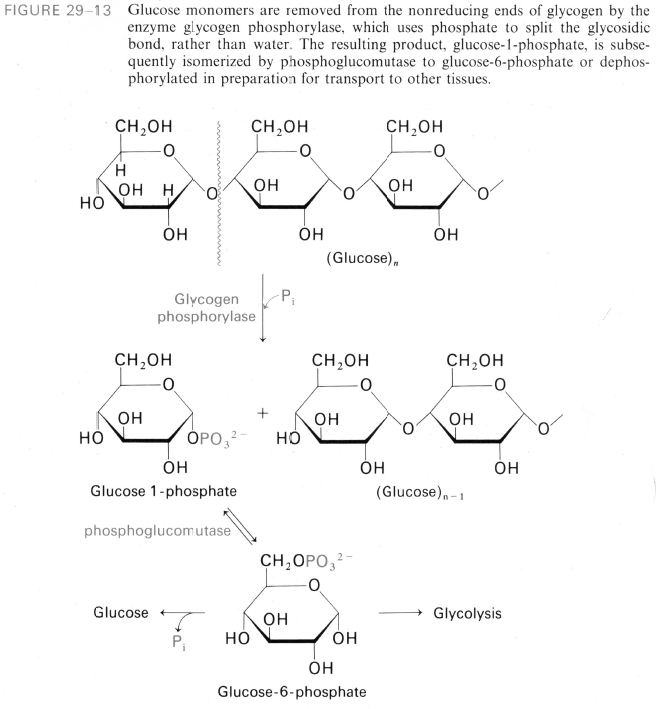 FIGURE 29–13 Glucose monomers are removed from the nonreducing ends of glycogen by the
enzyme glycogen phosphorylase, which uses phosphate to split the glycosidic
bond, rather than water. The resulting product, glucose-1-phosphate, is subse-
quently isomerized by phosphoglucomutase to glucose-6-phosphate or dephos-
phorylated in preparation for transport to other tissues.
CH₂OH CH₂OH CH₂OH
O O O
H
OH H OH OH
HO O O O
OH OH OH
(Glucose)ₙ
Glycogen
phosphorylase
Pᵢ
CH₂OH CH₂OH CH₂OH
O O O
OH + OH OH
HO OPO₃²⁻ HO O O
OH OH OH
Glucose 1-phosphate (Glucose)ₙ₋₁
phosphoglucomutase
CH₂OPO₃²⁻
O
Glucose OH Glycolysis
Pᵢ HO OH
OH
Glucose-6-phosphate